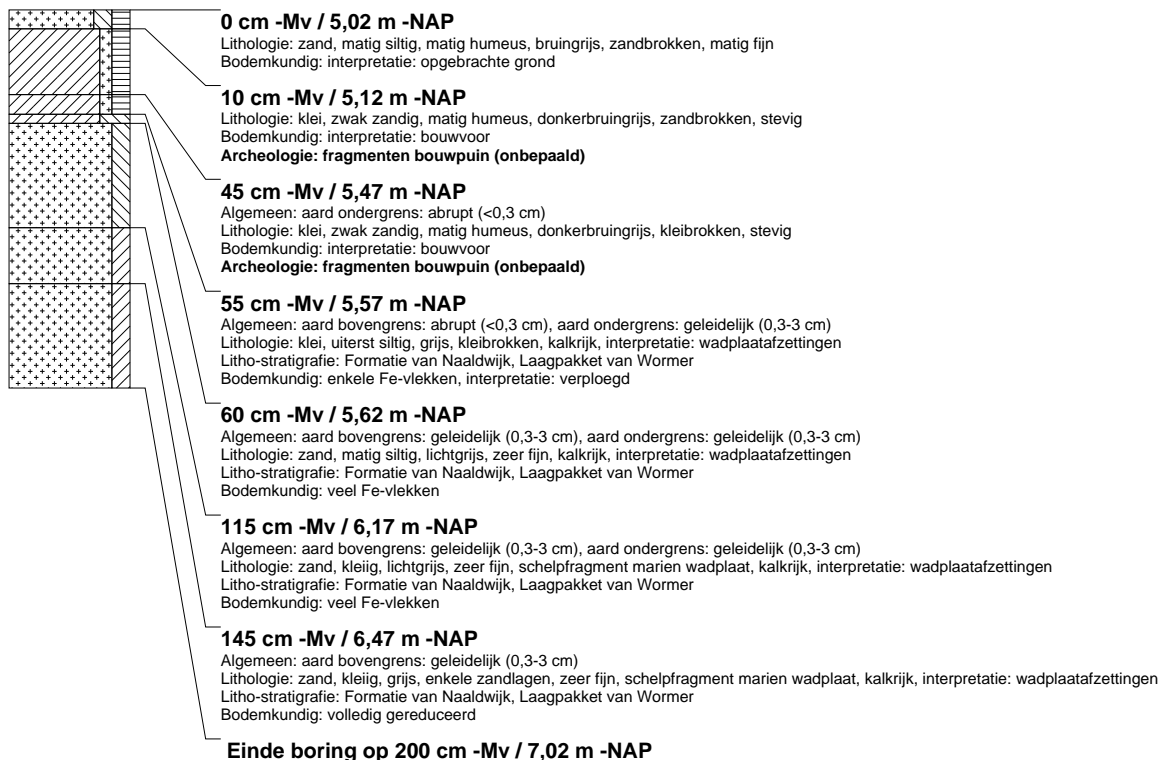 0 cm -Mv / 5,02 m -NAP
Lithologie: zand, matig siltig, matig humeus, bruingrijs, zandbrokken, matig fijn
Bodemkundig: interpretatie: opgebrachte grond
10 cm -Mv / 5,12 m -NAP
Lithologie: klei, zwak zandig, matig humeus, donkerbruingrijs, zandbrokken, stevig
Bodemkundig: interpretatie: bouwvoor
Archeologie: fragmenten bouwpuin (onbepaald)
45 cm -Mv / 5,47 m -NAP
Algemeen: aard ondergrens: abrupt (<0,3 cm)
Lithologie: klei, zwak zandig, matig humeus, donkerbruingrijs, kleibrokken, stevig
Bodemkundig: interpretatie: bouwvoor
Archeologie: fragmenten bouwpuin (onbepaald)
55 cm -Mv / 5,57 m -NAP
Algemeen: aard bovengrens: abrupt (<0,3 cm), aard ondergrens: geleidelijk (0,3-3 cm)
Lithologie: klei, uiterst siltig, grijs, kleibrokken, kalkrijk, interpretatie: wadplaatafzettingen
Litho-stratigrafie: Formatie van Naaldwijk, Laagpakket van Wormer
Bodemkundig: enkele Fe-vlekken, interpretatie: verploegd
60 cm -Mv / 5,62 m -NAP
Algemeen: aard bovengrens: geleidelijk (0,3-3 cm), aard ondergrens: geleidelijk (0,3-3 cm)
Lithologie: zand, matig siltig, lichtgrijs, zeer fijn, kalkrijk, interpretatie: wadplaatafzettingen
Litho-stratigrafie: Formatie van Naaldwijk, Laagpakket van Wormer
Bodemkundig: veel Fe-vlekken
115 cm -Mv / 6,17 m -NAP
Algemeen: aard bovengrens: geleidelijk (0,3-3 cm), aard ondergrens: geleidelijk (0,3-3 cm)
Lithologie: zand, kleiig, lichtgrijs, zeer fijn, schelpfragment marien wadplaat, kalkrijk, interpretatie: wadplaatafzettingen
Litho-stratigrafie: Formatie van Naaldwijk, Laagpakket van Wormer
Bodemkundig: veel Fe-vlekken
145 cm -Mv / 6,47 m -NAP
Algemeen: aard bovengrens: geleidelijk (0,3-3 cm)
Lithologie: zand, kleiig, grijs, enkele zandlagen, zeer fijn, schelpfragment marien wadplaat, kalkrijk, interpretatie: wadplaatafzettingen
Litho-stratigrafie: Formatie van Naaldwijk, Laagpakket van Wormer
Bodemkundig: volledig gereduceerd
Einde boring op 200 cm -Mv / 7,02 m -NAP